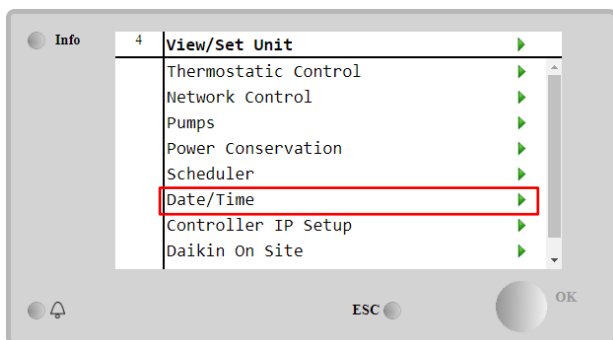 Info
4 View/Set Unit
Thermostatic Control
Network Control
Pumps
Power Conservation
Scheduler
Date/Time
Controller IP Setup
Daikin On Site
ESC
OK